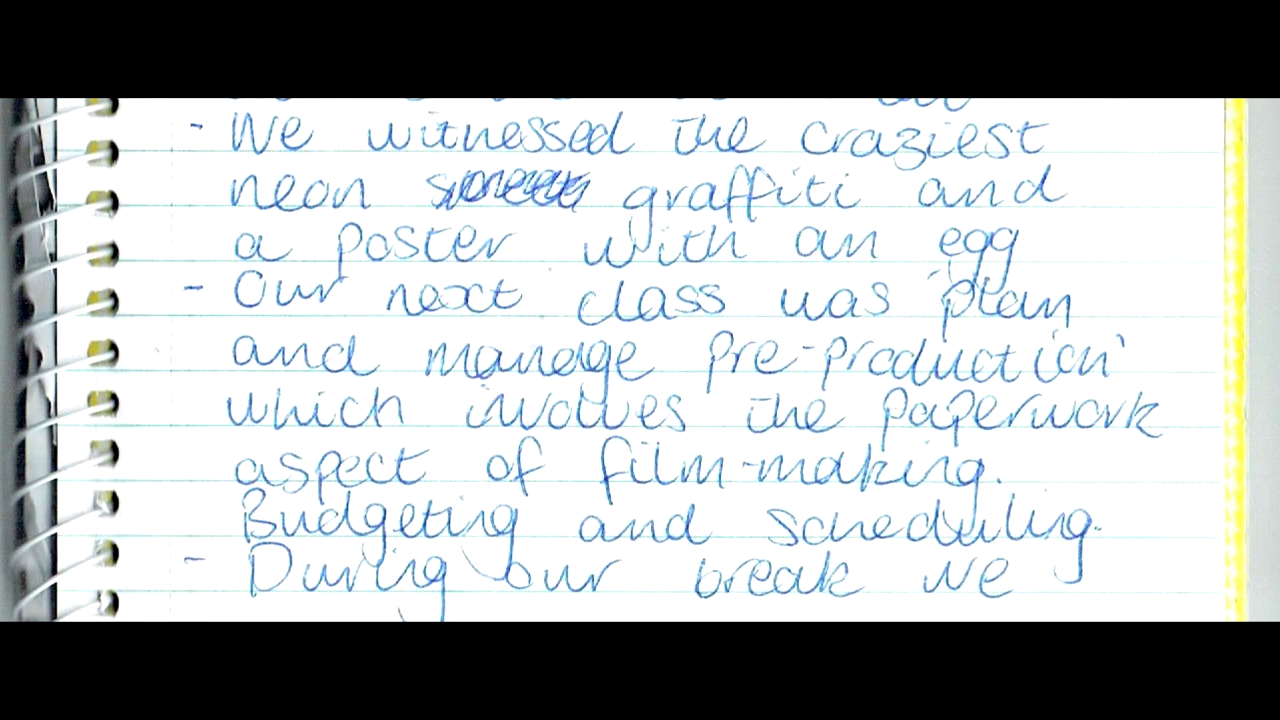 - We witnessed the craziest
neon graffiti and
a poster with an egg
- Our next class was 'plan
and manage pre-production'
which involves the paperwork
aspect of film-making.
Budgeting and scheduling.
- During our break we